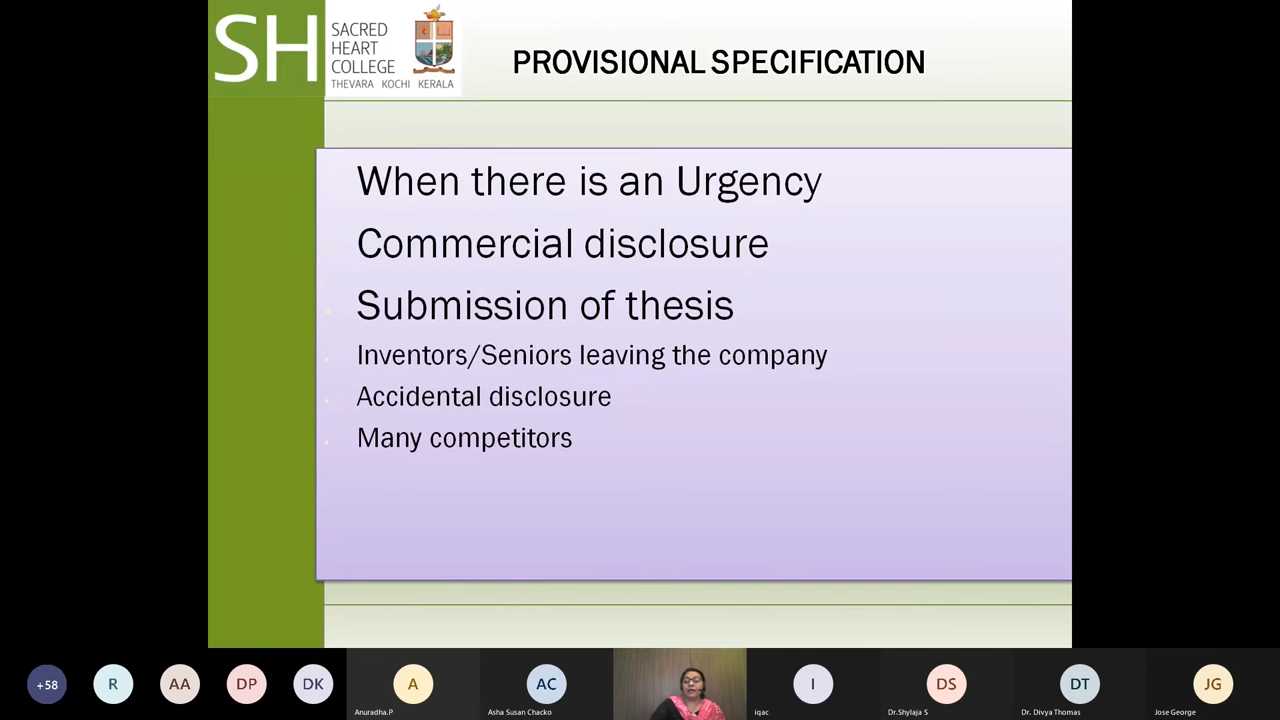 SH
SACRED
HEART
COLLEGE
THEVARA KOCHI KERALA
PROVISIONAL SPECIFICATION
When there is an Urgency
Commercial disclosure
Submission of thesis
Inventors/Seniors leaving the company
Accidental disclosure
Many competitors
+58
R
AA
DP
DK
A
AC
I
DS
DT
JG
Anuradha.P
Asha Susan Chacko
iqac
Dr.Shylaja S
Dr. Divya Thomas
Jose George